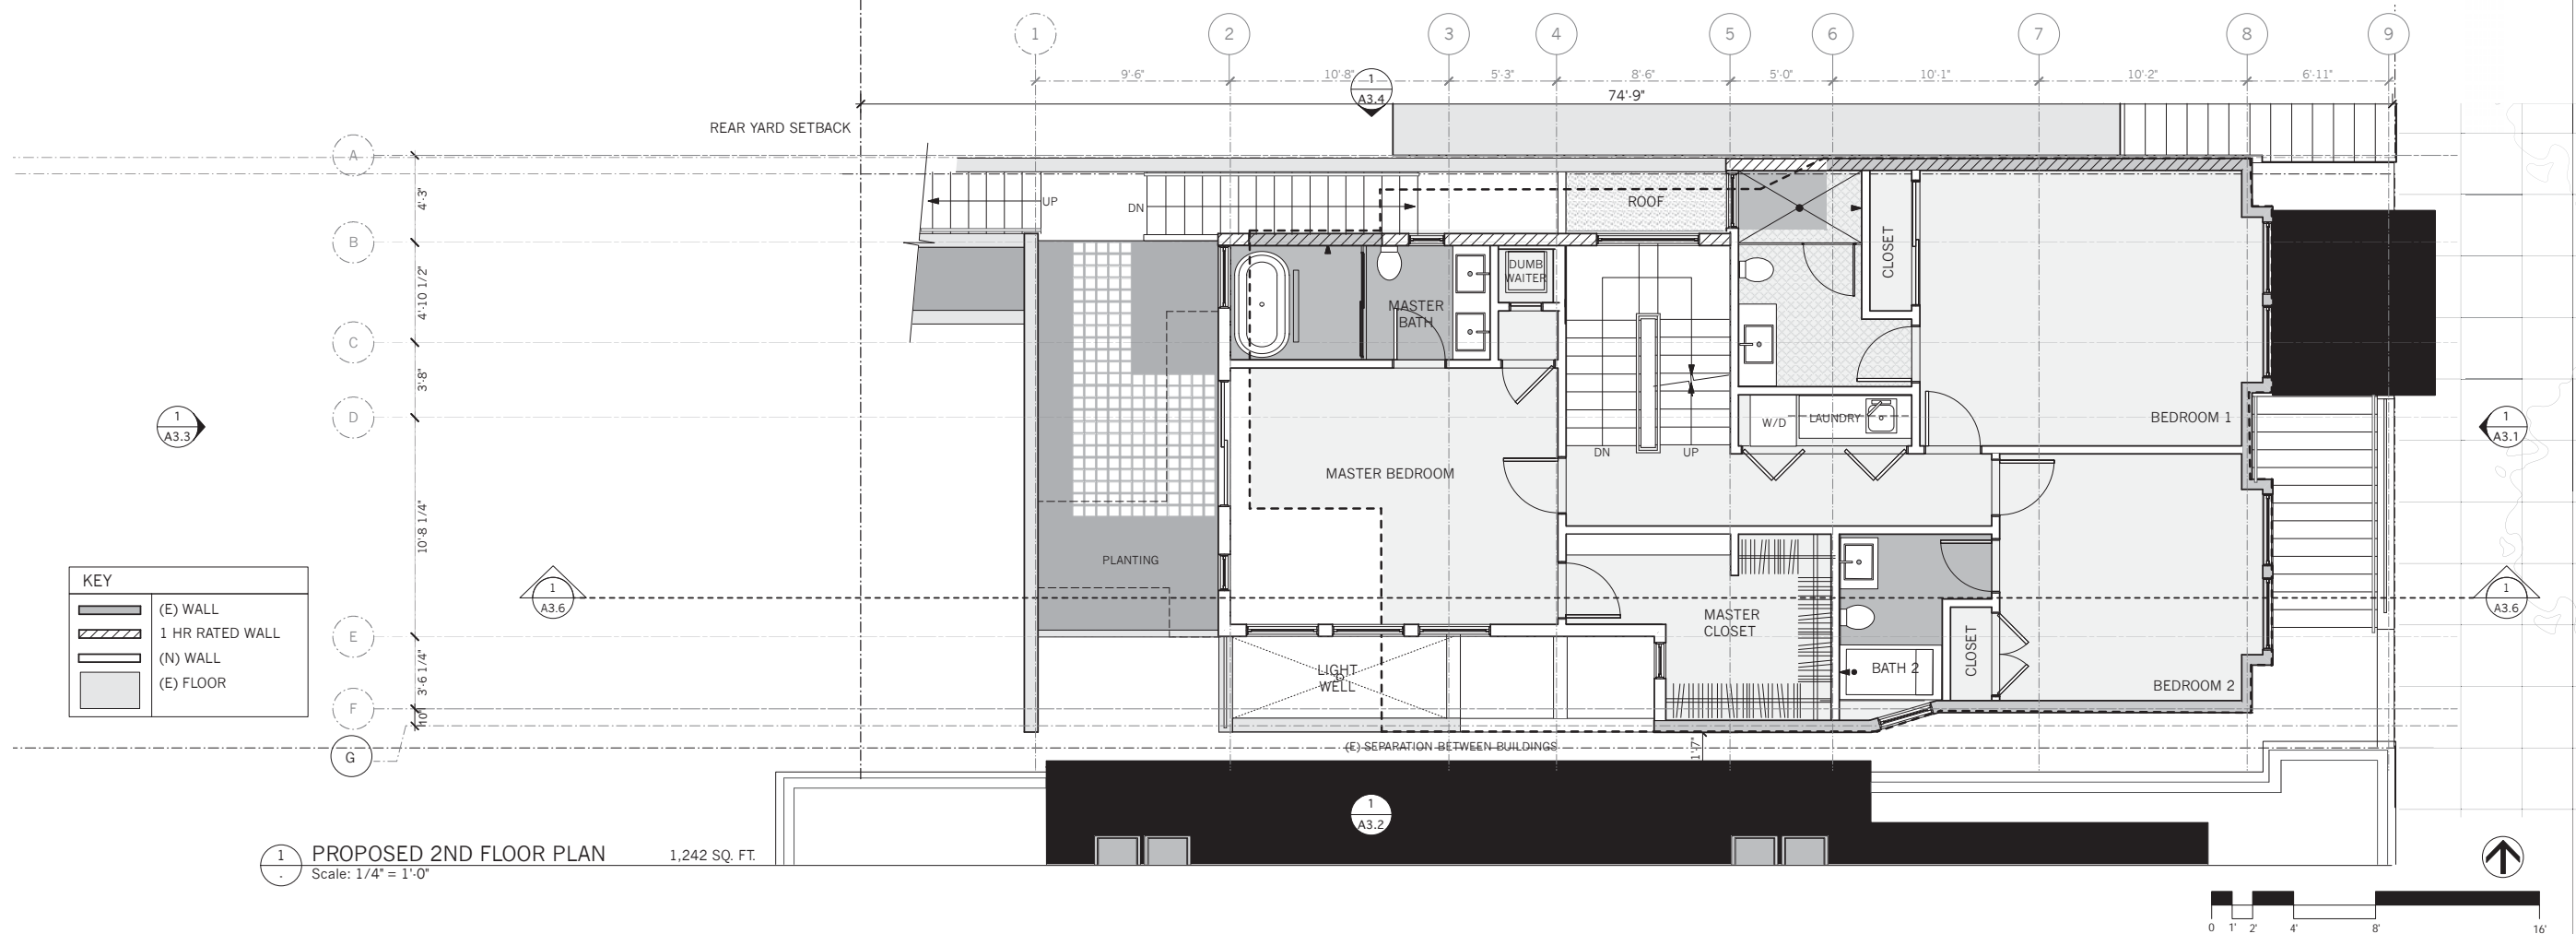 1 2 3 4 5 6 7 8 9
9'-6" 10'-8" 5'-3" 8'-6" 5'-0" 10'-1" 10'-2" 6'-11"
1
A3.4
74'-9"
REAR YARD SETBACK
A
B
C
D
E
F
G
4'-3"
4'-10 1/2"
3'-8"
10'-8 1/4"
3'-6 1/4"
10"
UP
DN
ROOF
CLOSET
DUMB
WAITER
MASTER
BATH
1
A3.3
W/D
LAUNDRY
BEDROOM 1
1
A3.1
DN
UP
MASTER BEDROOM
PLANTING
KEY
(E) WALL
1 HR RATED WALL
(N) WALL
(E) FLOOR
1
A3.6
MASTER
CLOSET
1
A3.6
LIGHT
WELL
BATH 2
CLOSET
BEDROOM 2
(E) SEPARATION BETWEEN BUILDINGS
1'-7"
1
A3.2
1
.
PROPOSED 2ND FLOOR PLAN
1,242 SQ. FT.
Scale: 1/4" = 1'-0"
0 1' 2' 4' 8' 16'